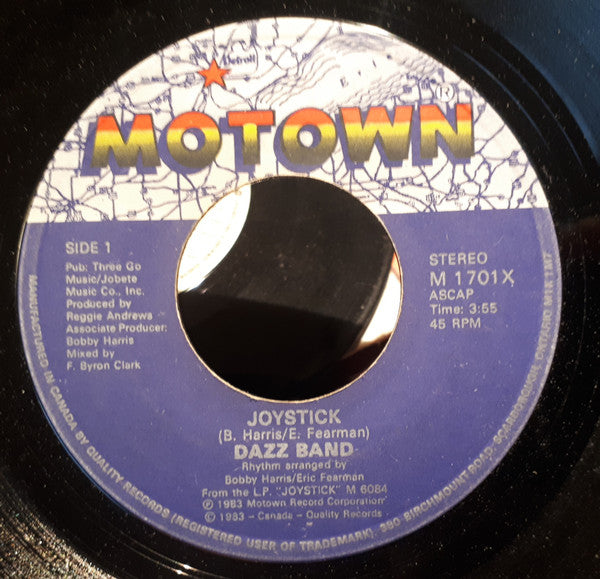 Detroit
MOTOWN®
SIDE 1
Pub: Three Go
Music/Jobete
Music Co., Inc.
Produced by
Reggie Andrews
Associate Producer:
Bobby Harris
Mixed by
F. Byron Clark
STEREO
M 1701X
ASCAP
Time: 3:55
45 RPM
JOYSTICK
(B. Harris/E. Fearman)
DAZZ BAND
Rhythm arranged by
Bobby Harris/Eric Fearman
From the L.P. "JOYSTICK" M 6084
℗ 1983 Motown Record Corporation
© 1983 - Canada - Quality Records
MANUFACTURED IN CANADA BY QUALITY RECORDS (REGISTERED USER OF TRADEMARK), 380 BIRCHMOUNT ROAD, SCARBOROUGH, ONTARIO M1K 1M7